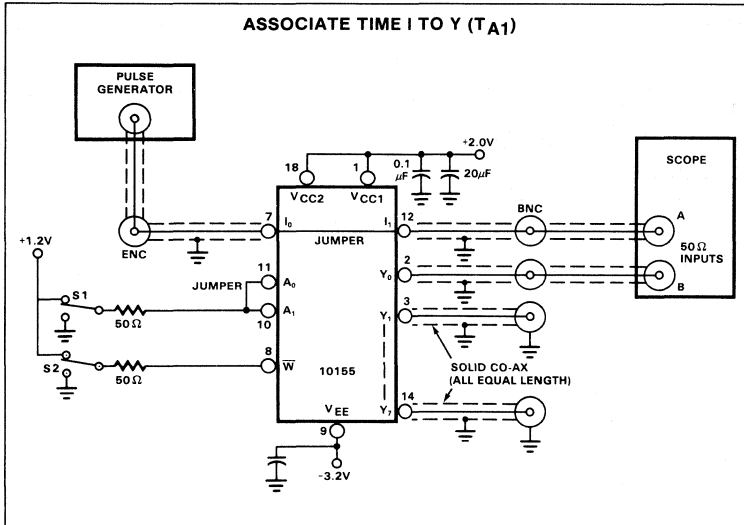 ASSOCIATE TIME I TO Y (TA1)
PULSE
GENERATOR
+2.0V
18
1
0.1
µF
20µF
SCOPE
VCC2
VCC1
7
I0
I1
12
BNC
A
JUMPER
50Ω
INPUTS
ENC
+1.2V
2
Y0
B
11
JUMPER
A0
3
Y1
S1
A1
10
50Ω
8
W̅
SOLID CO-AX
(ALL EQUAL LENGTH)
S2
50Ω
10155
14
Y7
VEE
9
-3.2V